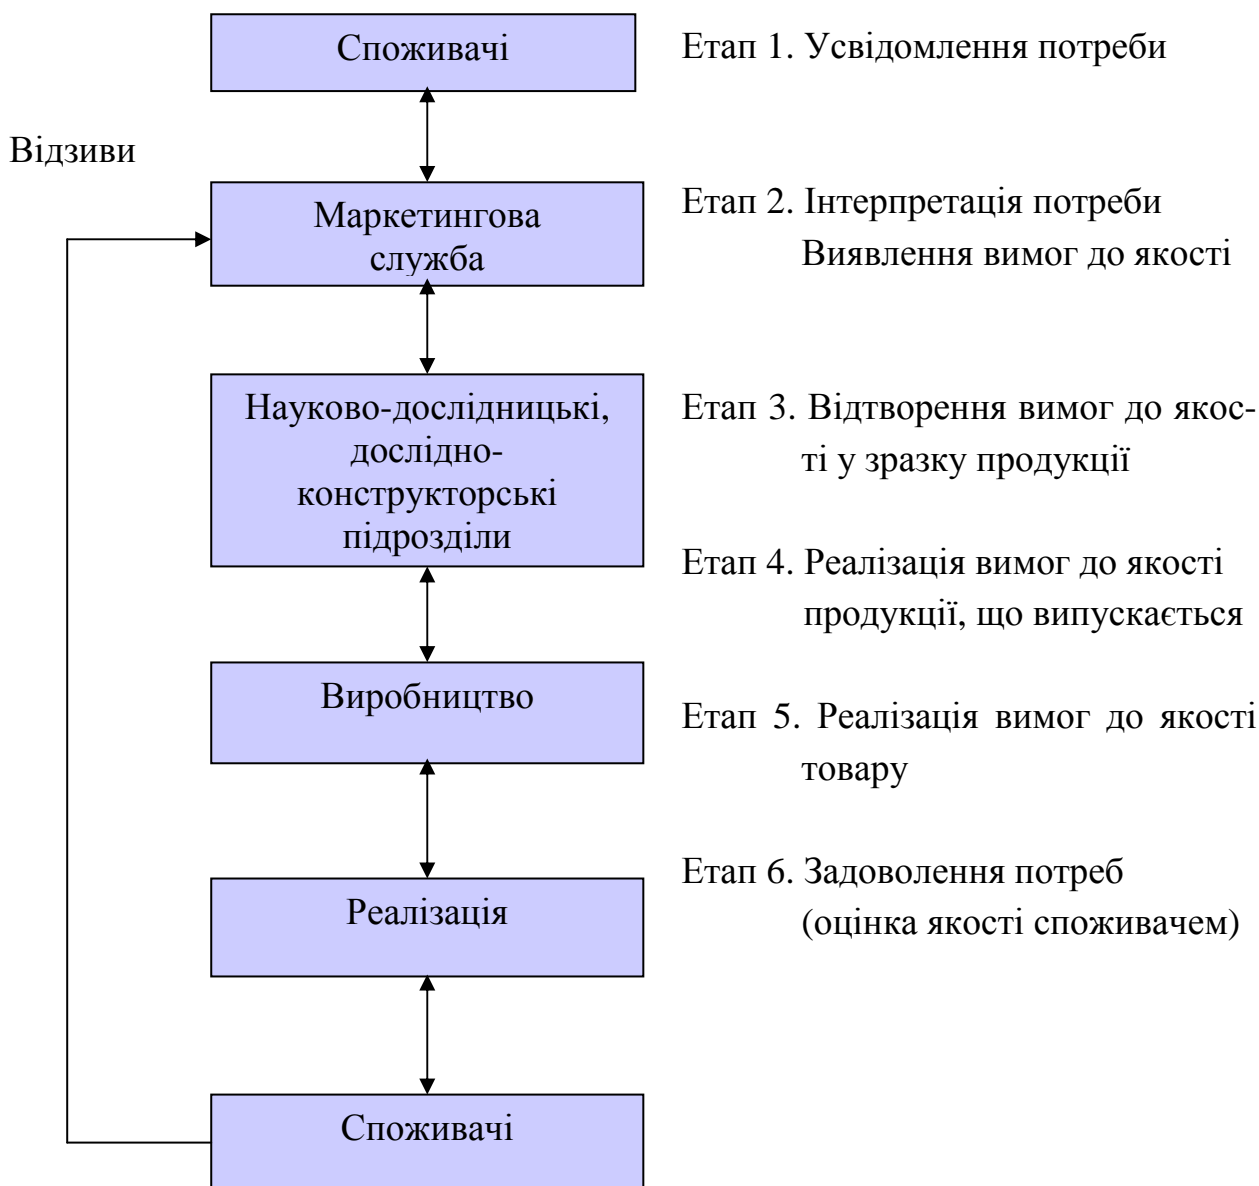 Споживачі
Етап 1. Усвідомлення потреби
Відзиви
Маркетингова
служба
Етап 2. Інтерпретація потреби
Виявлення вимог до якості
Науково-дослідницькі,
дослідно-
конструкторські
підрозділи
Етап 3. Відтворення вимог до якос-
ті у зразку продукції
Етап 4. Реалізація вимог до якості
продукції, що випускається
Виробництво
Етап 5. Реалізація вимог до якості
товару
Реалізація
Етап 6. Задоволення потреб
(оцінка якості споживачем)
Споживачі